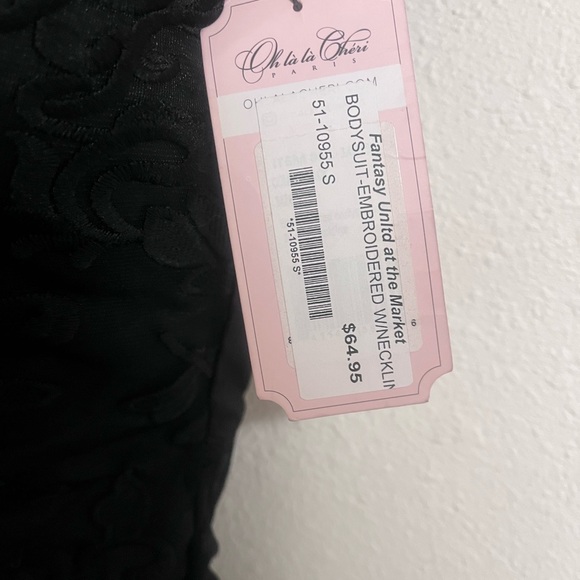 Oh là là Chéri
PARIS
Fantasy Unltd at the Market
BODYSUIT-EMBROIDERED W/NECKLIN
51-10955 S
*51-10955 S*
$64.95